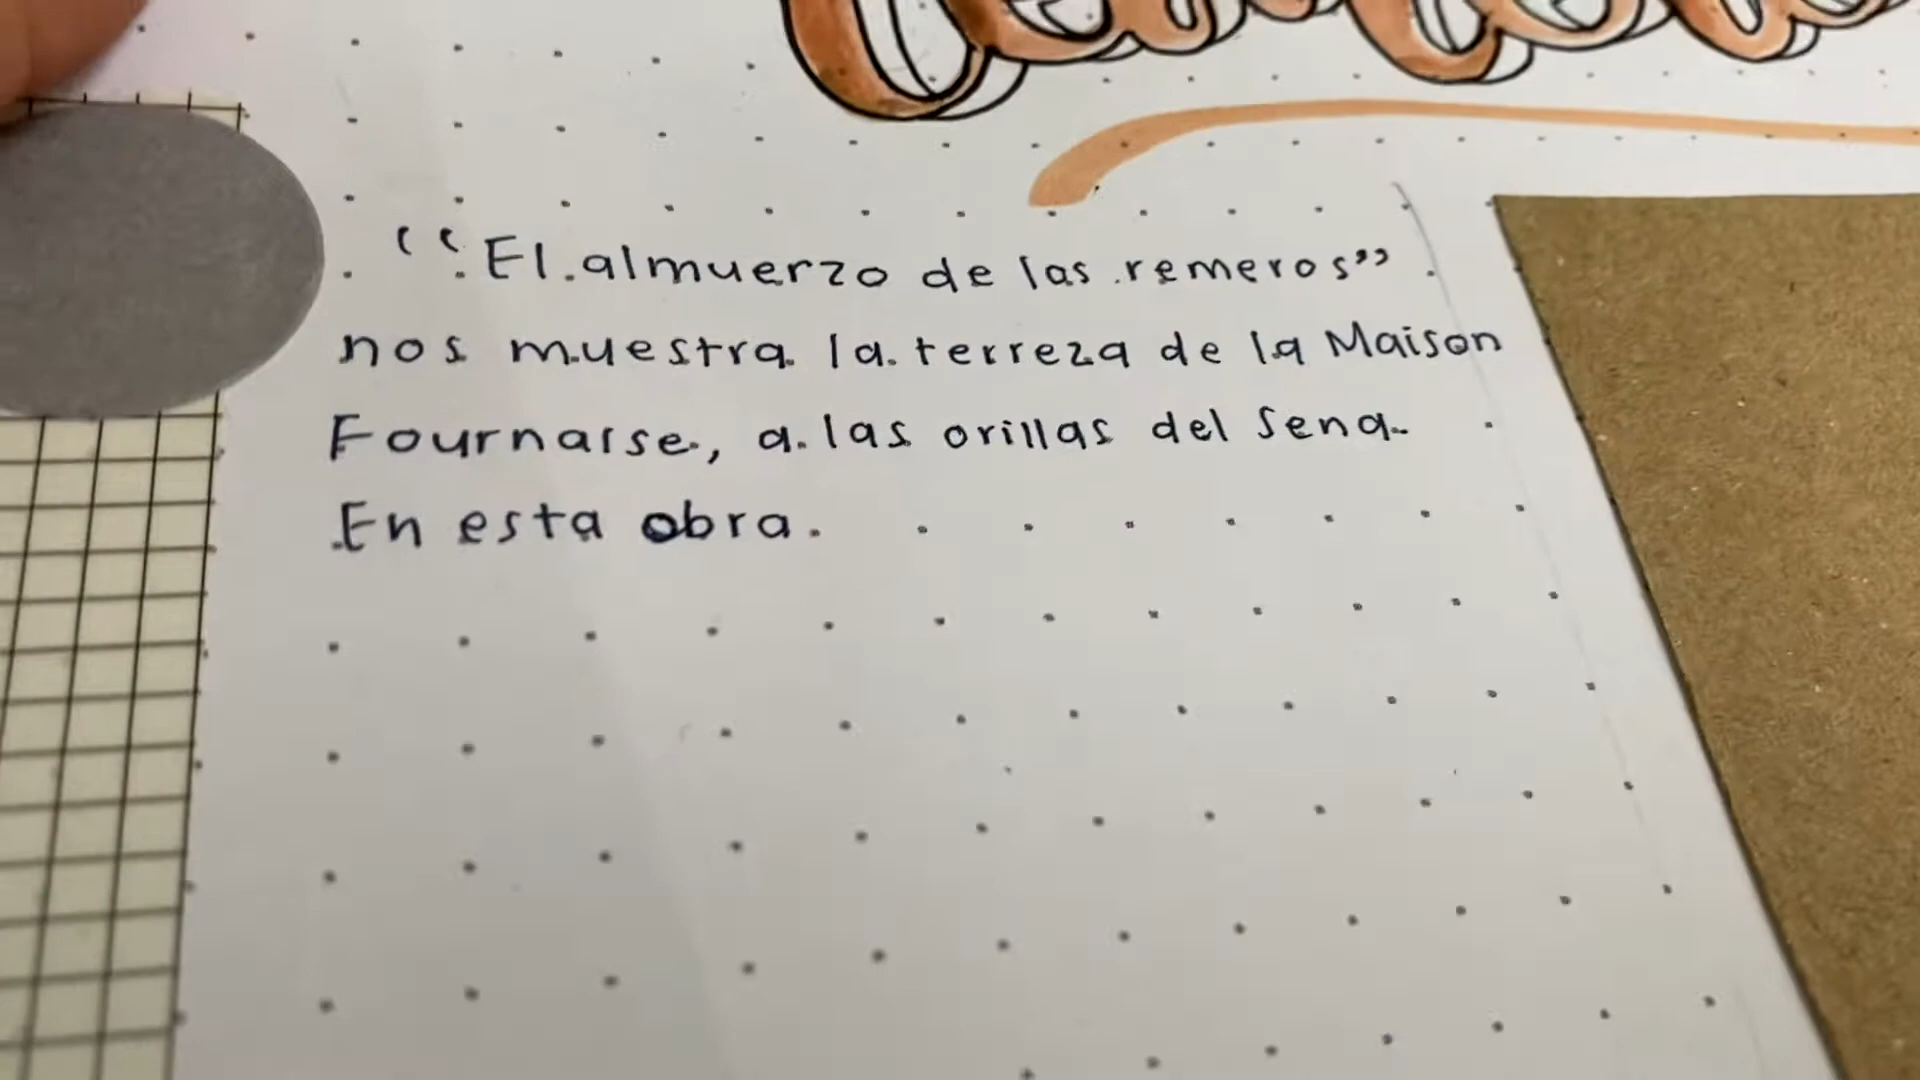 “El almuerzo de las remeros”
nos muestra la terreza de la Maison
Fournarse, a las orillas del Sena.
En esta obra